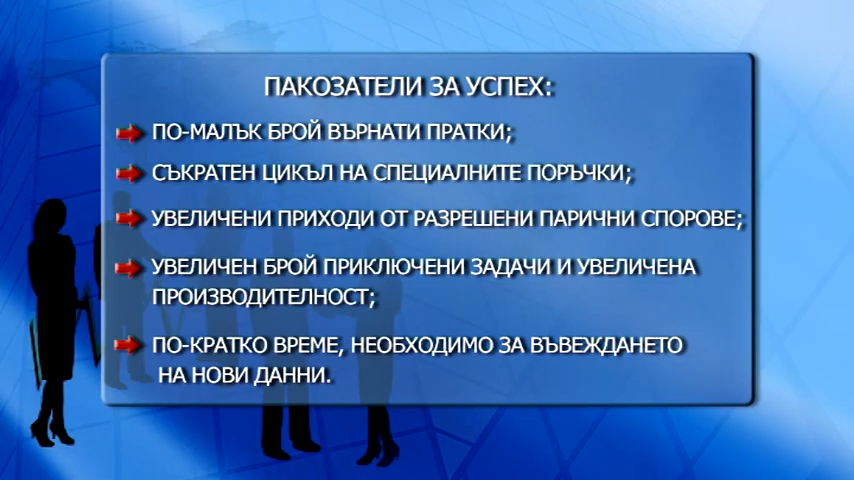 ПАКОЗАТЕЛИ ЗА УСПЕХ:
ПО-МАЛЪК БРОЙ ВЪРНАТИ ПРАТКИ;
СЪКРАТЕН ЦИКЪЛ НА СПЕЦИАЛНИТЕ ПОРЪЧКИ;
УВЕЛИЧЕНИ ПРИХОДИ ОТ РАЗРЕШЕНИ ПАРИЧНИ СПОРОВЕ;
УВЕЛИЧЕН БРОЙ ПРИКЛЮЧЕНИ ЗАДАЧИ И УВЕЛИЧЕНА
ПРОИЗВОДИТЕЛНОСТ;
ПО-КРАТКО ВРЕМЕ, НЕОБХОДИМО ЗА ВЪВЕЖДАНЕТО
НА НОВИ ДАННИ.